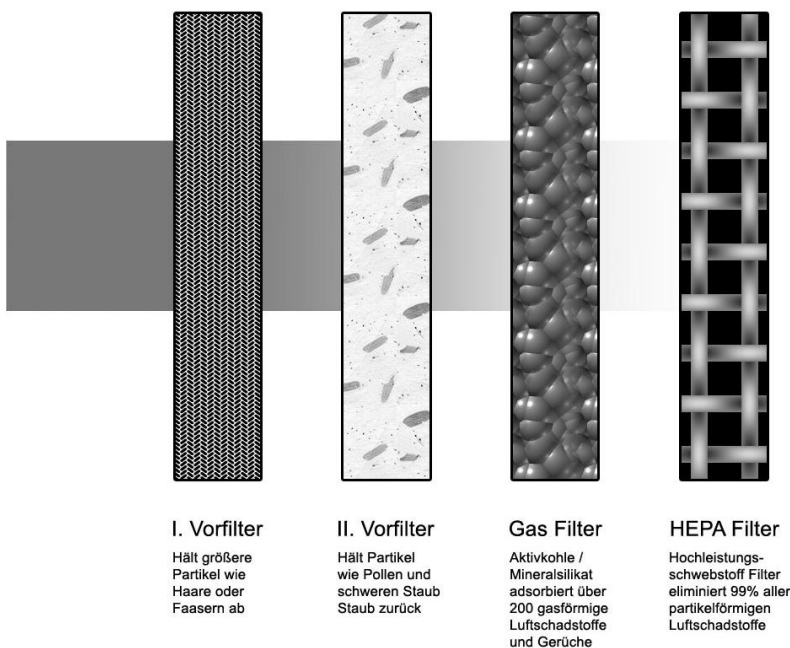 I. Vorfilter
Hält größere
Partikel wie
Haare oder
Faasern ab
II. Vorfilter
Hält Partikel
wie Pollen und
schweren Staub
Staub zurück
Gas Filter
Aktivkohle /
Mineralsilikat
adsorbiert über
200 gasförmige
Luftschadstoffe
und Gerüche
HEPA Filter
Hochleistungs-
schwebstoff Filter
eliminiert 99% aller
partikelförmigen
Luftschadstoffe